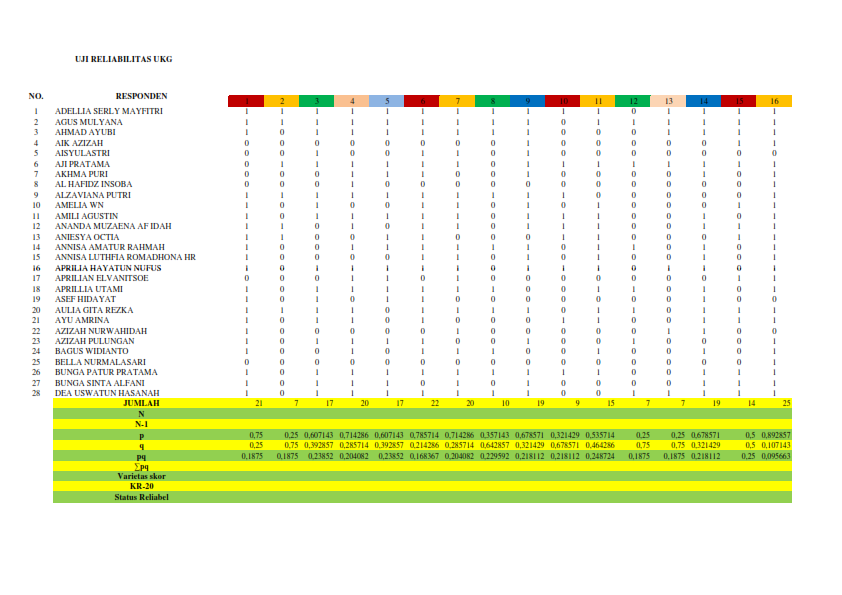 UJI RELIABILITAS UKG
NO. RESPONDEN 1 2 3 4 5 6 7 8 9 10 11 12 13 14 15 16
1 ADELLIA SERLY MAYFITRI 1 1 1 1 1 1 1 1 1 0 1 0 1 1 1 1
2 AGUS MULYANA 1 1 1 1 1 1 1 1 1 0 1 1 1 1 1 1
3 AHMAD AYUBI 1 0 1 1 1 1 1 1 1 0 0 0 1 1 1 1
4 AIK AZIZAH 0 0 0 0 0 0 0 0 1 0 0 0 0 0 1 1
5 AISYULASTRI 0 0 1 0 0 1 1 0 1 0 0 0 0 0 0 0
6 AJI PRATAMA 0 1 1 1 1 1 1 0 1 1 1 1 1 1 1 1
7 AKHMA PURI 0 0 0 1 1 1 0 0 1 0 0 0 0 1 0 1
8 AL HAFIDZ INSOBA 0 0 0 1 0 0 0 0 0 0 0 0 0 1 0 1
9 ALZAVIANA PUTRI 1 1 1 1 1 1 1 1 1 1 1 0 0 1 0 1
10 AMELIA WN 1 0 1 0 0 1 1 0 1 0 1 0 0 1 0 1
11 AMILI AGUSTIN 1 0 1 1 1 1 1 0 1 1 1 0 0 1 0 1
12 ANANDA MUZAENA AF IDAH 1 1 0 1 0 1 1 0 1 1 0 0 0 1 0 1
13 ANIESYA OCTIA 1 1 0 0 1 1 0 0 0 1 1 0 0 0 1 1
14 ANNISA AMATUR RAHMAH 1 0 0 1 1 1 1 1 1 0 1 1 0 1 0 1
15 ANNISA LUTHFIA ROMADHONA HR 1 0 0 0 0 1 1 0 0 1 1 0 0 1 0 1
16 APRILIA HAYATUN NUFUS 1 0 1 1 1 1 1 0 1 1 1 0 1 1 0 1
17 APRILIAN ELVANITSOE 0 0 0 1 1 0 1 0 1 0 0 0 0 0 1 1
18 APRILLIA UTAMI 1 0 1 1 1 1 1 1 0 0 1 1 0 1 0 1
19 ASEF HIDAYAT 1 0 1 0 1 1 0 0 0 0 0 0 0 1 0 0
20 AULIA GITA REZKA 1 1 1 1 0 1 1 1 1 0 1 0 0 1 1 1
21 AYU AMRINA 1 0 1 1 0 1 0 0 0 1 1 0 0 1 1 1
22 AZIZAH NURWAHIDAH 1 0 0 0 0 0 1 0 0 0 0 0 1 1 0 0
23 AZIZAH PULUNGAN 1 0 1 1 1 1 0 0 1 0 0 0 0 0 1 1
24 BAGUS WIDIANTO 1 0 0 1 0 1 1 1 0 0 1 0 0 0 1 1
25 BELLA NURMALASARI 0 0 0 0 0 0 0 0 0 0 0 0 0 0 0 1
26 BUNGA PATUR PRATAMA 1 0 1 1 1 1 1 1 1 0 0 1 1 1 1 1
27 BUNGA SINTA ALFANI 1 0 1 1 1 0 1 0 1 0 1 1 0 1 1 1
28 DEA USWATUN HASANAH 1 0 1 1 1 1 1 0 1 1 1 1 0 1 1 1
JUMLAH 21 7 17 20 17 22 20 10 19 9 15 7 7 19 14 25
N
N-1
p 0,75 0,25 0,607143 0,714286 0,607143 0,785714 0,714286 0,357143 0,678571 0,321429 0,535714 0,25 0,25 0,678571 0,5 0,892857
q 0,25 0,75 0,392857 0,285714 0,392857 0,214286 0,285714 0,642857 0,321429 0,678571 0,464286 0,75 0,75 0,321429 0,5 0,107143
pq 0,1875 0,1875 0,23852 0,204082 0,23852 0,168367 0,204082 0,229592 0,218112 0,218112 0,248724 0,1875 0,1875 0,218112 0,25 0,095663
∑pq
Varietas skor
KR-20
Status Reliabel